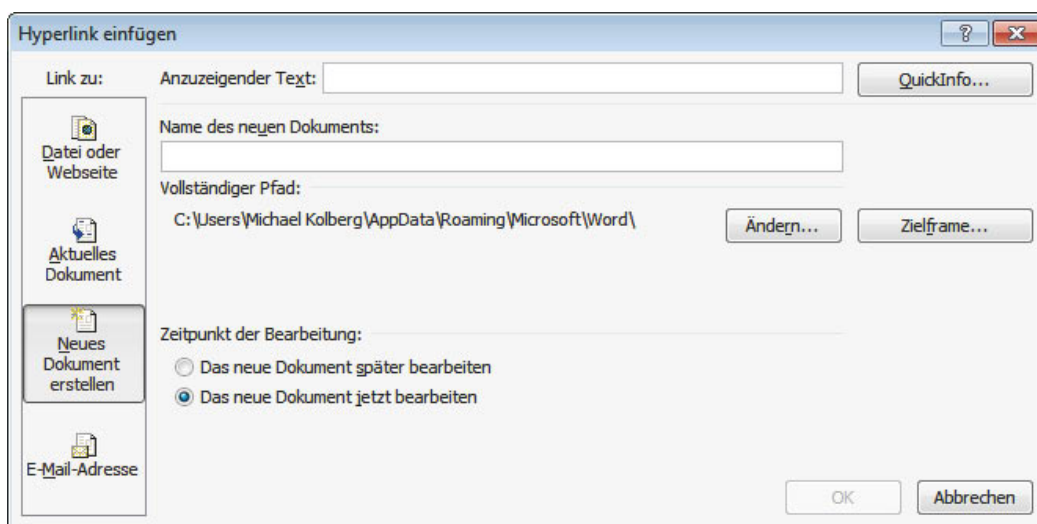 Hyperlink einfügen
Link zu:
Anzuzeigender Text:
QuickInfo...
Datei oder
Webseite
Aktuelles
Dokument
Neues
Dokument
erstellen
E-Mail-Adresse
Name des neuen Dokuments:
Vollständiger Pfad:
C:\Users\Michael Kolberg\AppData\Roaming\Microsoft\Word\
Ändern...
Zielframe...
Zeitpunkt der Bearbeitung:
Das neue Dokument später bearbeiten
Das neue Dokument jetzt bearbeiten
OK
Abbrechen